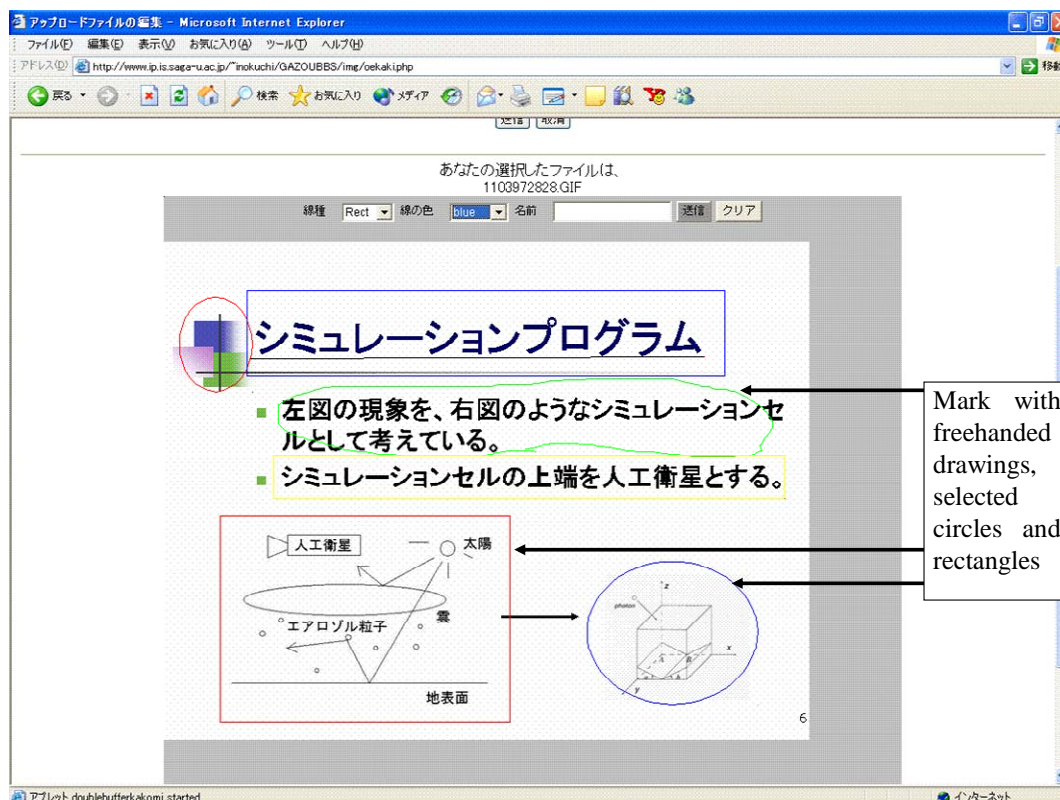 アップロードファイルの編集 - Microsoft Internet Explorer
ファイル(F) 編集(E) 表示(V) お気に入り(A) ツール(T) ヘルプ(H)
アドレス(D) http://www.ip.is.saga-u.ac.jp/~inokuchi/GAZOUBBS/img/oekaki.php 移動
戻る 検索 お気に入り メディア
送信 取消
あなたの選択したファイルは、
1103972828.GIF
線種 Rect 線の色 blue 名前 送信 クリア
シミュレーションプログラム
左図の現象を、右図のようなシミュレーションセ
ルとして考えている。
シミュレーションセルの上端を人工衛星とする。
Mark with
freehanded
drawings,
selected
circles and
rectangles
人工衛星 太陽
エアロゾル粒子 雲
地表面
z
photon
A B x
y
6
アプレット doublebufferkakomi started インターネット